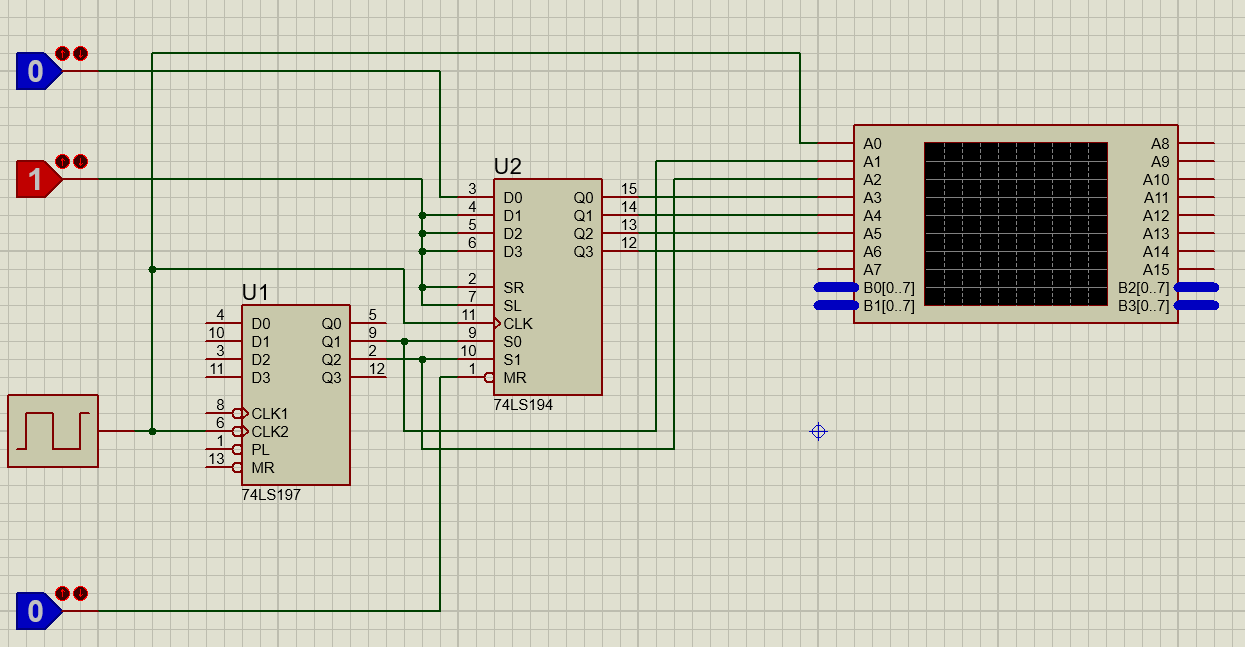 0
1
U2
3 D0 Q0 15
4 D1 Q1 14
5 D2 Q2 13
6 D3 Q3 12
2 SR
7 SL
11 CLK
9 S0
10 S1
1 MR
74LS194
U1
4 D0 Q0 5
10 D1 Q1 9
3 D2 Q2 2
11 D3 Q3 12
8 CLK1
6 CLK2
1 PL
13 MR
74LS197
0
A0 A8
A1 A9
A2 A10
A3 A11
A4 A12
A5 A13
A6 A14
A7 A15
B0[0..7] B2[0..7]
B1[0..7] B3[0..7]